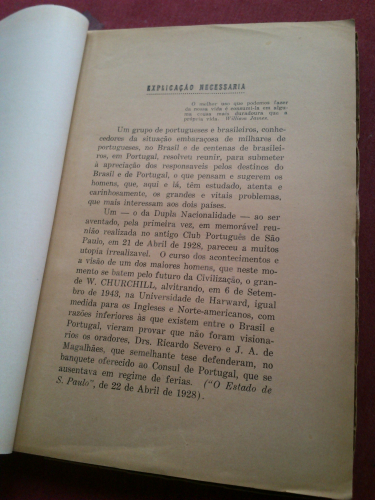 EXPLICAÇÃO NECESSARIA
O melhor uso que podemos fazer
da nossa vida é consumi-la em algu-
ma cousa mais duradoura que a
própria vida. William James.
Um grupo de portugueses e brasileiros, conhe-
cedores da situação embaraçosa de milhares de
portugueses, no Brasil e de centenas de brasilei-
ros, em Portugal, resolveu reunir, para submeter
à apreciação dos responsaveis pelos destinos do
Brasil e de Portugal, o que pensam e sugerem os
homens, que, aqui e lá, têm estudado, atenta e
carinhosamente, os grandes e vitais problemas,
que mais interessam aos dois paises.
Um — o da Dupla Nacionalidade — ao ser
aventado, pela primeira vez, em memorável reu-
nião realizada no antigo Club Português de São
Paulo, em 21 de Abril de 1928, pareceu a muitos
utopia irrealizavel. O curso dos acontecimentos e
a visão de um dos maiores homens, que neste mo-
mento se batem pelo futuro da Civilização, o gran-
de W. CHURCHILL, alvitrando, em 6 de Setem-
bro de 1943, na Universidade de Harward, igual
medida para os Ingleses e Norte-americanos, com
razões inferiores às que existem entre o Brasil e
Portugal, vieram provar que não foram visiona-
rios os oradores, Drs. Ricardo Severo e J. A. de
Magalhães, que semelhante tese defenderam, no
banquete oferecido ao Consul de Portugal, que se
ausentava em regime de ferias. ("O Estado de
S. Paulo", de 22 de Abril de 1928).